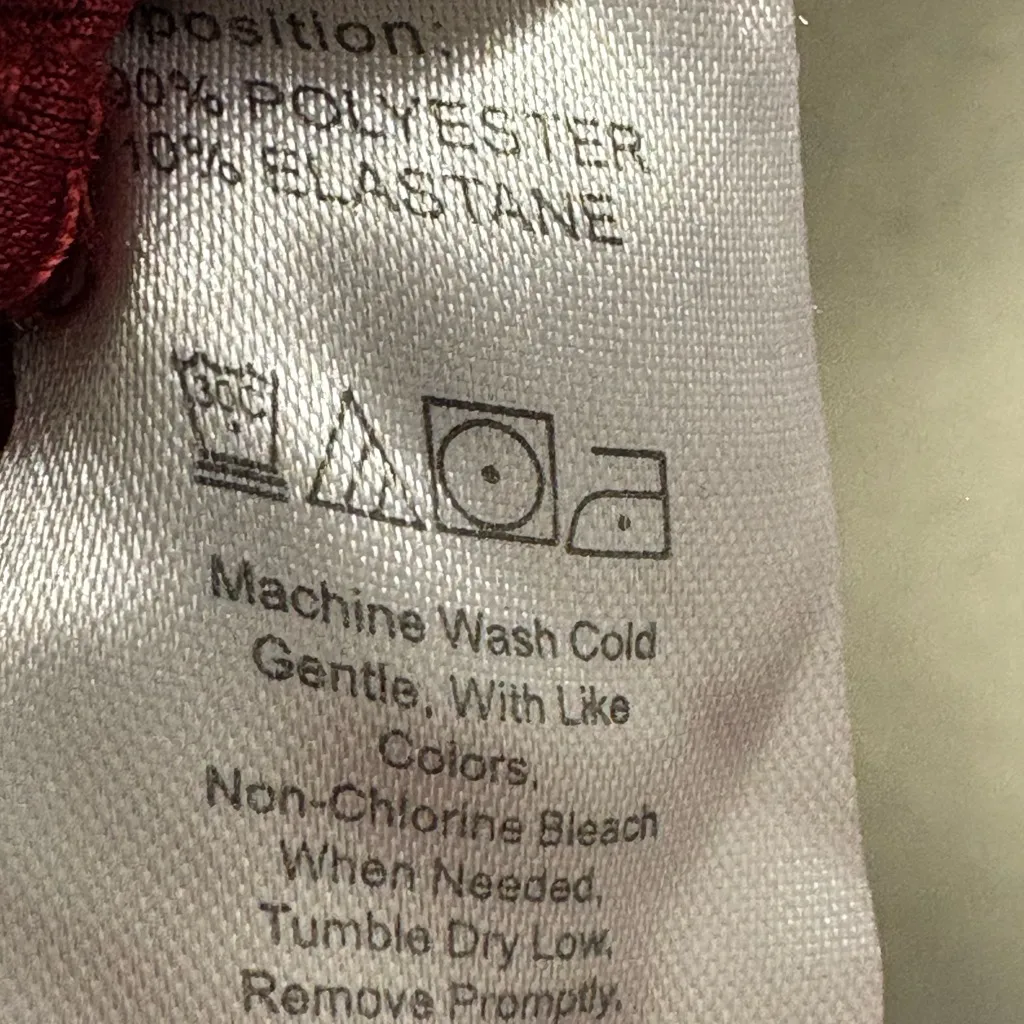 position:
90% POLYESTER
10% ELASTANE
30C
Machine Wash Cold
Gentle, With Like
Colors,
Non-Chlorine Bleach
When Needed,
Tumble Dry Low,
Remove Promptly,